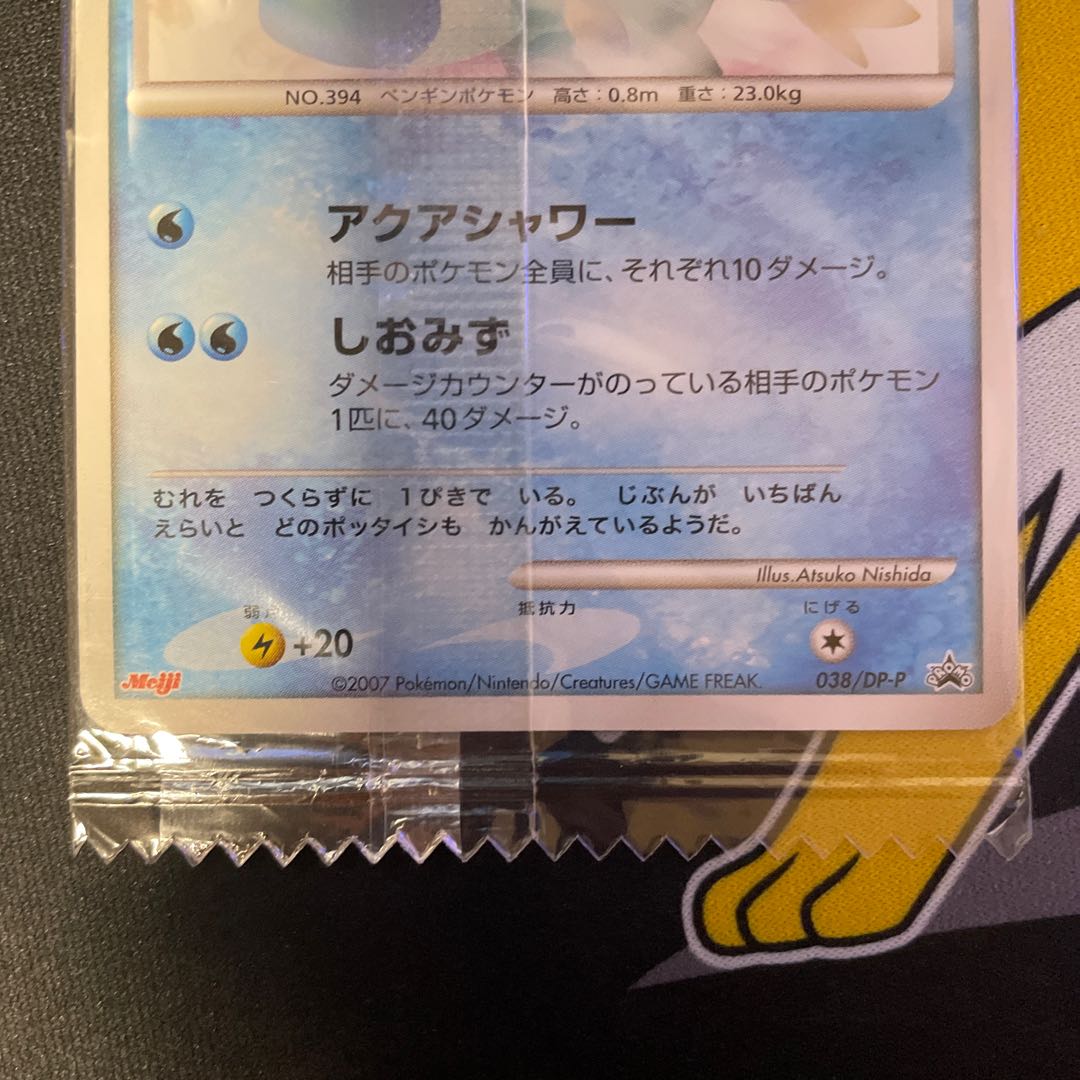 NO.394 ペンギンポケモン 高さ：0.8m 重さ：23.0kg
アクアシャワー
相手のポケモン全員に、それぞれ10ダメージ。
しおみず
ダメージカウンターがのっている相手のポケモン
1匹に、40ダメージ。
むれを つくらずに 1ぴきで いる。 じぶんが いちばん
えらいと どのポッタイシも かんがえているようだ。
Illus.Atsuko Nishida
弱点 抵抗力 にげる
+20
Meiji ©2007 Pokémon/Nintendo/Creatures/GAME FREAK. 038/DP-P PROMO